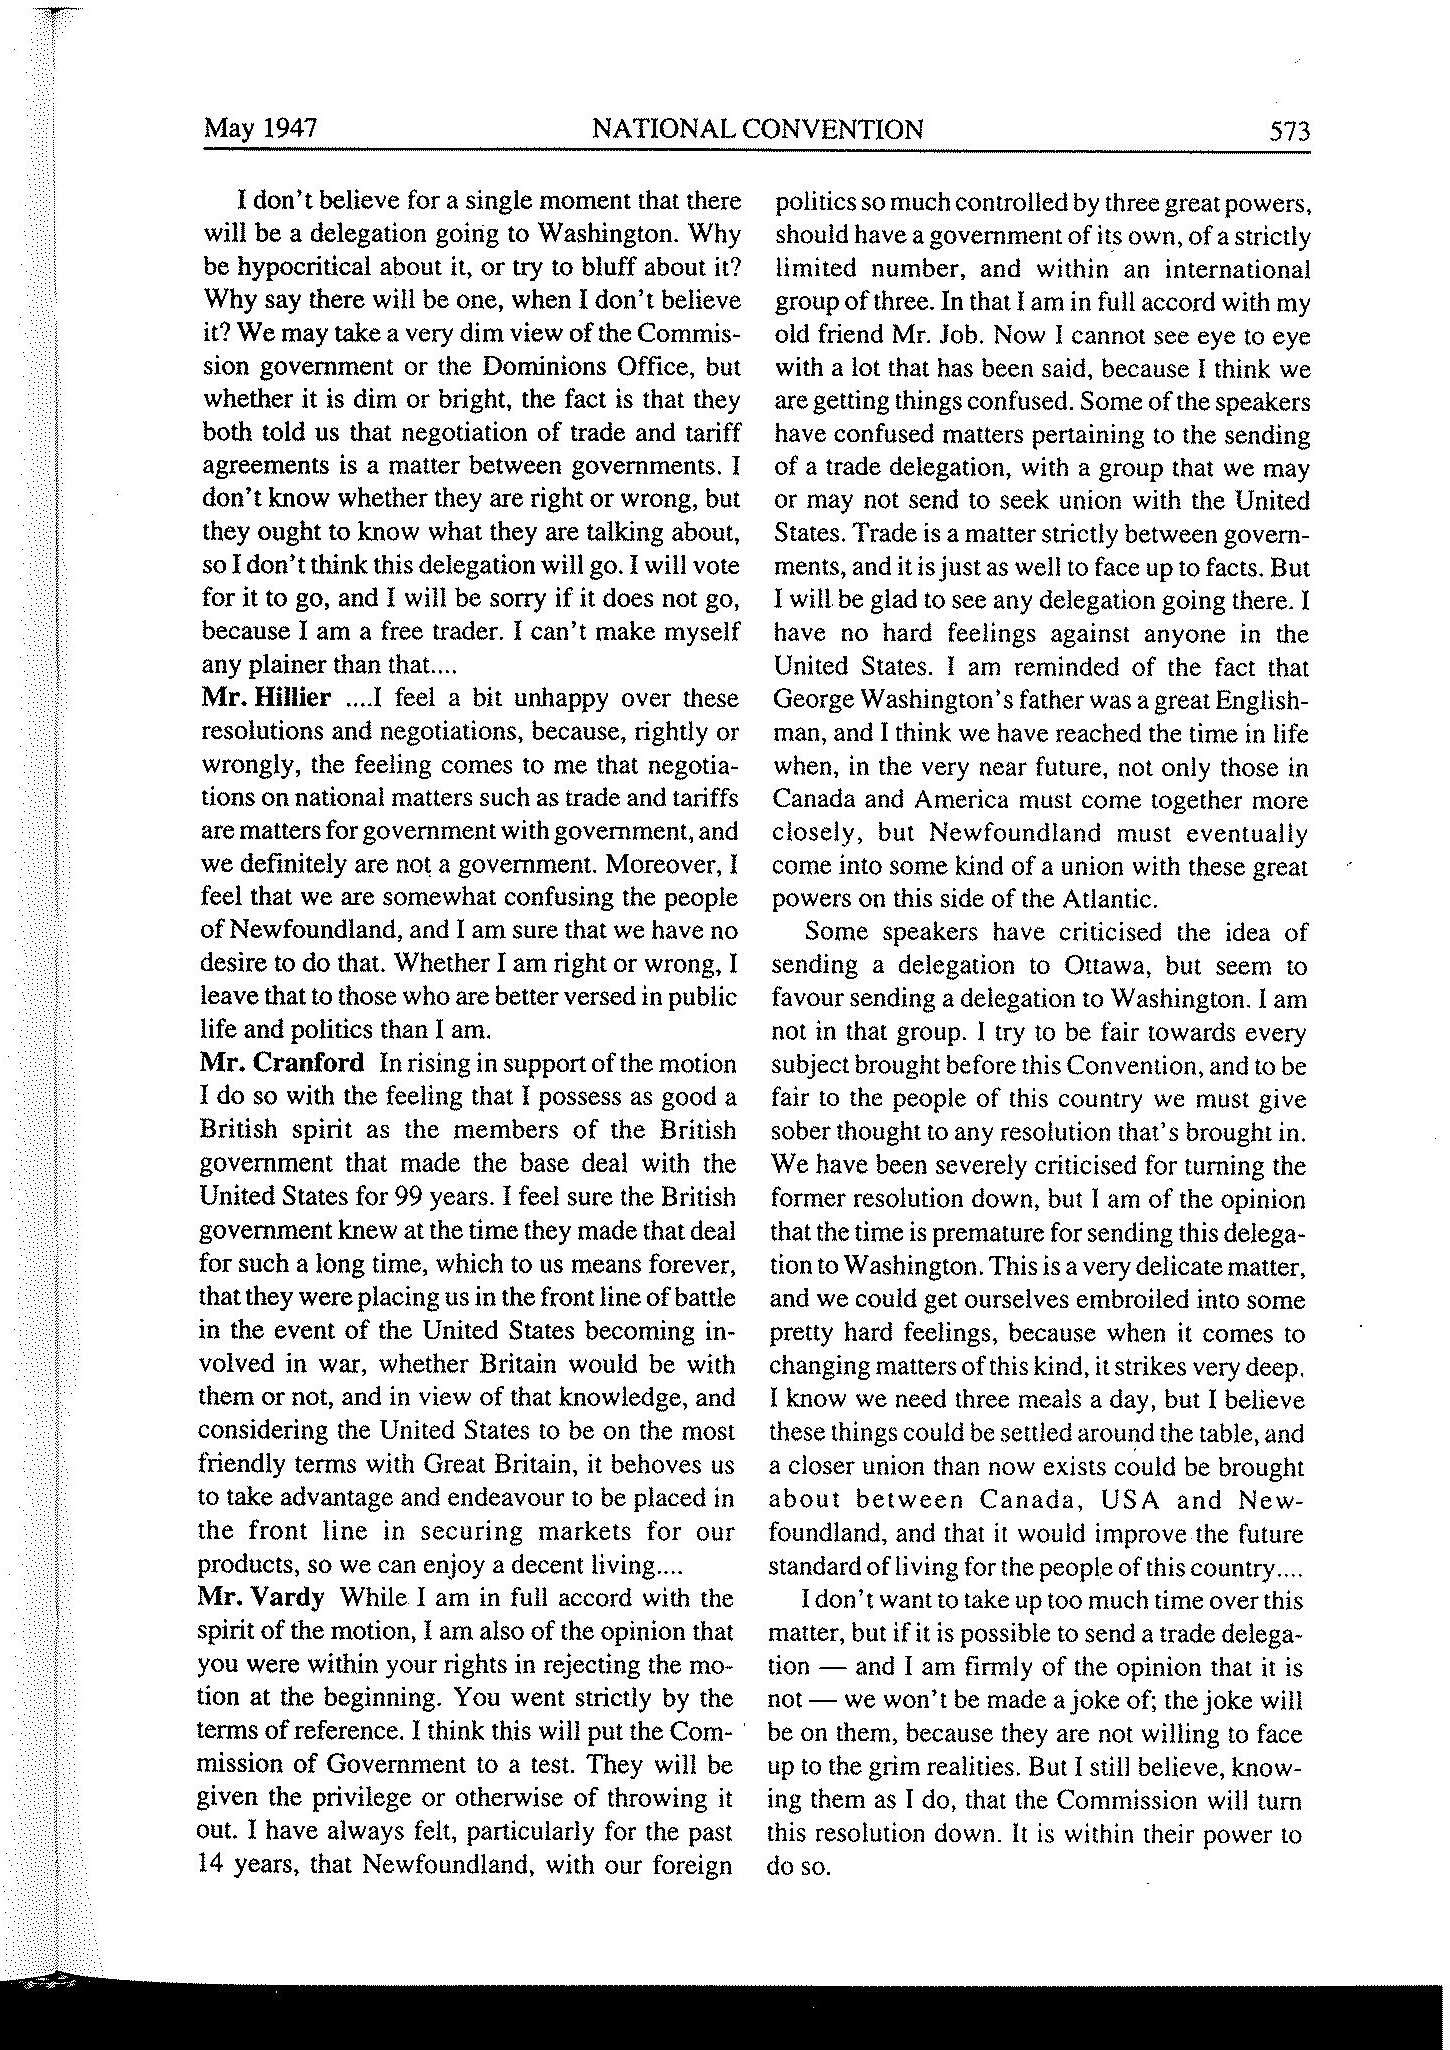 May 1947
NATIONAL CONVENTION
573
I don't believe for a single moment that there
will be a delegation going to Washington. Why
be hypocritical about it, or try to bluff about it?
Why say there will be one, when I don't believe
it? We may take a very dim view of the Commis-
sion government or the Dominions Office, but
whether it is dim or bright, the fact is that they
both told us that negotiation of trade and tariff
agreements is a matter between governments. I
don't know whether they are right or wrong, but
they ought to know what they are talking about,
so I don't think this delegation will go. I will vote
for it to go, and I will be sorry if it does not go,
because I am a free trader. I can't make myself
any plainer than that....
Mr. Hillier ....I feel a bit unhappy over these
resolutions and negotiations, because, rightly or
wrongly, the feeling comes to me that negotia-
tions on national matters such as trade and tariffs
are matters for government with government, and
we definitely are not a government. Moreover, I
feel that we are somewhat confusing the people
of Newfoundland, and I am sure that we have no
desire to do that. Whether I am right or wrong, I
leave that to those who are better versed in public
life and politics than I am.
Mr. Cranford In rising in support of the motion
I do so with the feeling that I possess as good a
British spirit as the members of the British
government that made the base deal with the
United States for 99 years. I feel sure the British
government knew at the time they made that deal
for such a long time, which to us means forever,
that they were placing us in the front line of battle
in the event of the United States becoming in-
volved in war, whether Britain would be with
them or not, and in view of that knowledge, and
considering the United States to be on the most
friendly terms with Great Britain, it behoves us
to take advantage and endeavour to be placed in
the front line in securing markets for our
products, so we can enjoy a decent living....
Mr. Vardy While I am in full accord with the
spirit of the motion, I am also of the opinion that
you were within your rights in rejecting the mo-
tion at the beginning. You went strictly by the
terms of reference. I think this will put the Com-
mission of Government to a test. They will be
given the privilege or otherwise of throwing it
out. I have always felt, particularly for the past
14 years, that Newfoundland, with our foreign
politics so much controlled by three great powers,
should have a government of its own, of a strictly
limited number, and within an international
group of three. In that I am in full accord with my
old friend Mr. Job. Now I cannot see eye to eye
with a lot that has been said, because I think we
are getting things confused. Some of the speakers
have confused matters pertaining to the sending
of a trade delegation, with a group that we may
or may not send to seek union with the United
States. Trade is a matter strictly between govern-
ments, and it is just as well to face up to facts. But
I will be glad to see any delegation going there. I
have no hard feelings against anyone in the
United States. I am reminded of the fact that
George Washington's father was a great English-
man, and I think we have reached the time in life
when, in the very near future, not only those in
Canada and America must come together more
closely, but Newfoundland must eventually
come into some kind of a union with these great
powers on this side of the Atlantic.
Some speakers have criticised the idea of
sending a delegation to Ottawa, but seem to
favour sending a delegation to Washington. I am
not in that group. I try to be fair towards every
subject brought before this Convention, and to be
fair to the people of this country we must give
sober thought to any resolution that's brought in.
We have been severely criticised for turning the
former resolution down, but I am of the opinion
that the time is premature for sending this delega-
tion to Washington. This is a very delicate matter,
and we could get ourselves embroiled into some
pretty hard feelings, because when it comes to
changing matters of this kind, it strikes very deep.
I know we need three meals a day, but I believe
these things could be settled around the table, and
a closer union than now exists could be brought
about between Canada, USA and New-
foundland, and that it would improve the future
standard of living for the people of this country....
I don't want to take up too much time over this
matter, but if it is possible to send a trade delega-
tion — and I am firmly of the opinion that it is
not — we won't be made a joke of; the joke will
be on them, because they are not willing to face
up to the grim realities. But I still believe, know-
ing them as I do, that the Commission will turn
this resolution down. It is within their power to
do so.